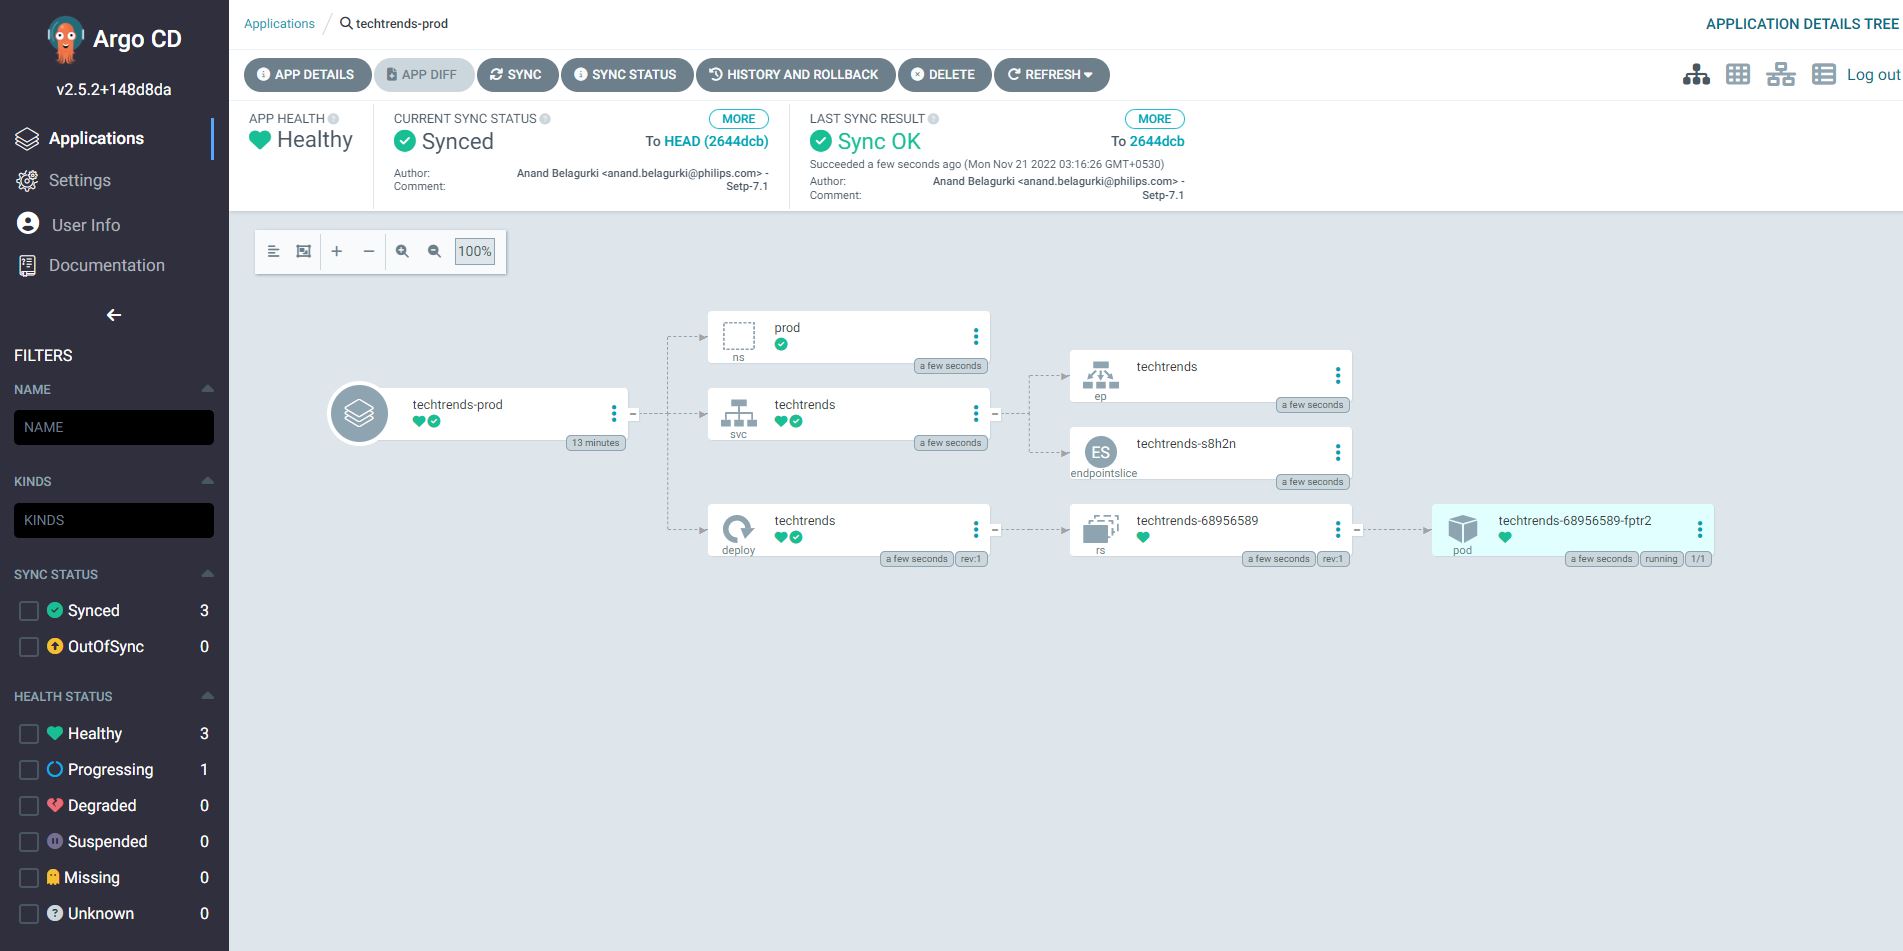 Argo CD
v2.5.2+148d8da
Applications
Settings
User Info
Documentation
FILTERS
NAME
NAME
KINDS
KINDS
SYNC STATUS
Synced 3
OutOfSync 0
HEALTH STATUS
Healthy 3
Progressing 1
Degraded 0
Suspended 0
Missing 0
Unknown 0
Applications / techtrends-prod
APPLICATION DETAILS TREE
APP DETAILS APP DIFF SYNC SYNC STATUS HISTORY AND ROLLBACK DELETE REFRESH
Log out
APP HEALTH
Healthy
CURRENT SYNC STATUS MORE
Synced To HEAD (2644dcb)
Author: Anand Belagurki <anand.belagurki@philips.com> -
Comment: Setp-7.1
LAST SYNC RESULT MORE
Sync OK To 2644dcb
Succeeded a few seconds ago (Mon Nov 21 2022 03:16:26 GMT+0530)
Author: Anand Belagurki <anand.belagurki@philips.com> -
Comment: Setp-7.1
100%
techtrends-prod
13 minutes
prod
ns
a few seconds
techtrends
svc
a few seconds
techtrends
ep
a few seconds
ES
techtrends-s8h2n
endpointslice
a few seconds
techtrends
deploy
a few seconds rev:1
techtrends-68956589
rs
a few seconds rev:1
techtrends-68956589-fptr2
pod
a few seconds running 1/1